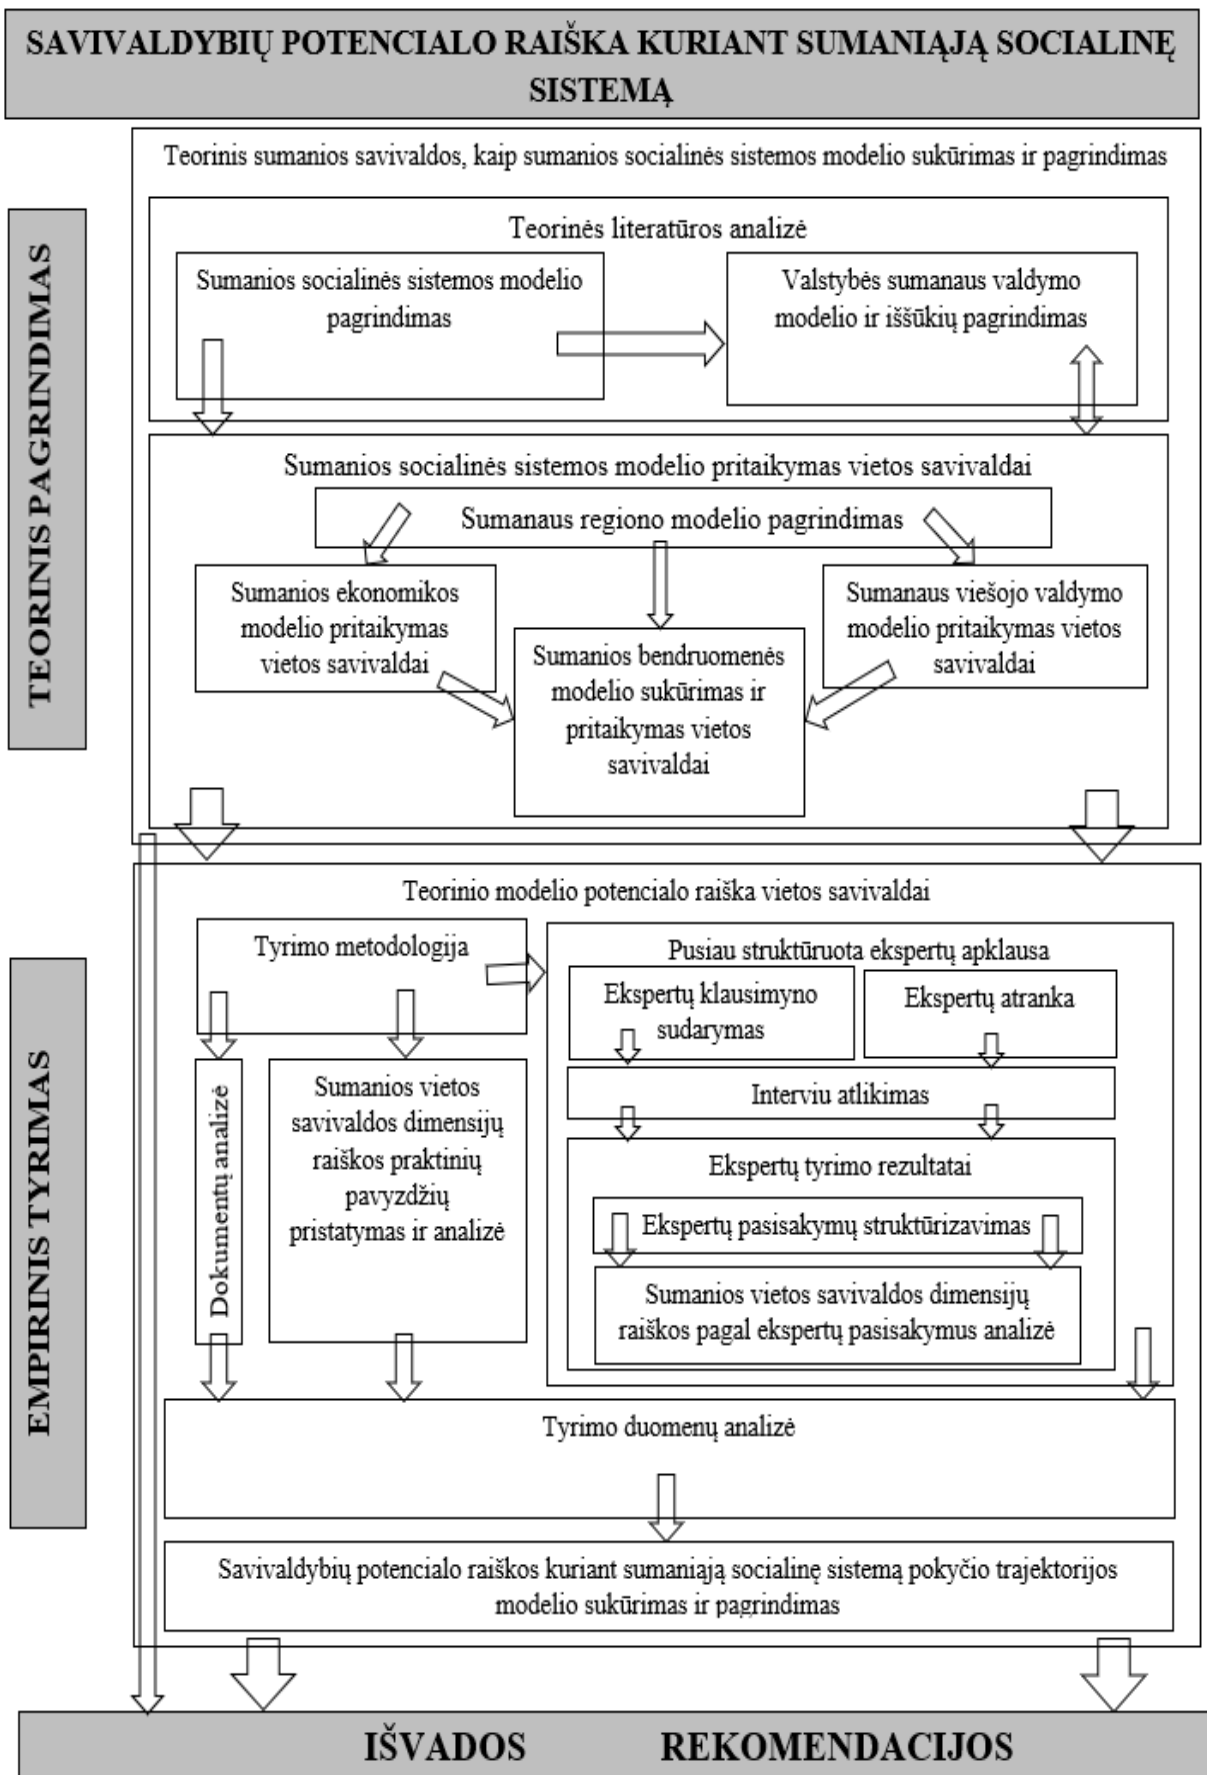 SAVIVALDYBIŲ POTENCIALO RAIŠKA KURIANT SUMANIĄJĄ SOCIALINĘ
SISTEMĄ
TEORINIS PAGRINDIMAS
Teorinis sumanios savivaldos, kaip sumanios socialinės sistemos modelio sukūrimas ir pagrindimas
Teorinės literatūros analizė
Sumanios socialinės sistemos modelio
pagrindimas
Valstybės sumanaus valdymo
modelio ir iššūkių pagrindimas
Sumanios socialinės sistemos modelio pritaikymas vietos savivaldai
Sumanaus regiono modelio pagrindimas
Sumanios ekonomikos
modelio pritaikymas
vietos savivaldai
Sumanios bendruomenės
modelio sukūrimas ir
pritaikymas vietos
savivaldai
Sumanaus viešojo valdymo
modelio pritaikymas vietos
savivaldai
EMPIRINIS TYRIMAS
Teorinio modelio potencialo raiška vietos savivaldai
Tyrimo metodologija
Dokumentų analizė
Sumanios vietos
savivaldos dimensijų
raiškos praktinių
pavyzdžių
pristatymas ir analizė
Pusiau struktūruota ekspertų apklausa
Ekspertų klausimyno
sudarymas
Ekspertų atranka
Interviu atlikimas
Ekspertų tyrimo rezultatai
Ekspertų pasisakymų struktūrizavimas
Sumanios vietos savivaldos dimensijų
raiškos pagal ekspertų pasisakymus analizė
Tyrimo duomenų analizė
Savivaldybių potencialo raiškos kuriant sumaniąją socialinę sistemą pokyčio trajektorijos
modelio sukūrimas ir pagrindimas
IŠVADOS REKOMENDACIJOS